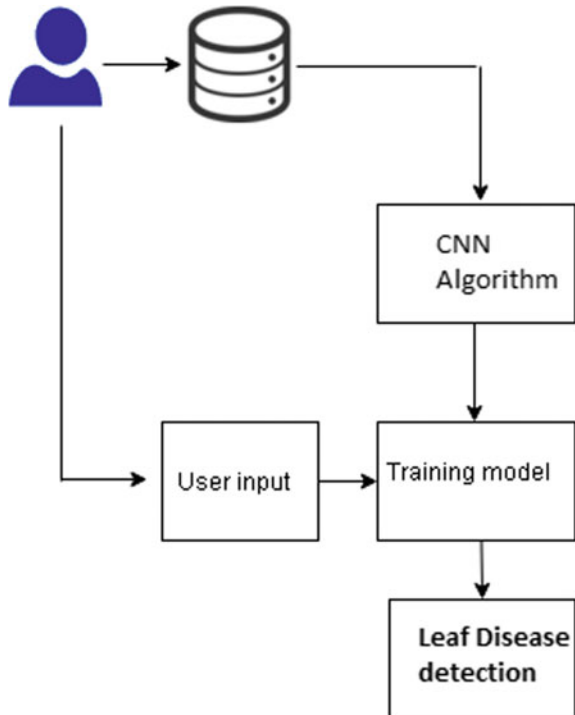 CNN
Algorithm
User input
Training model
Leaf Disease
detection